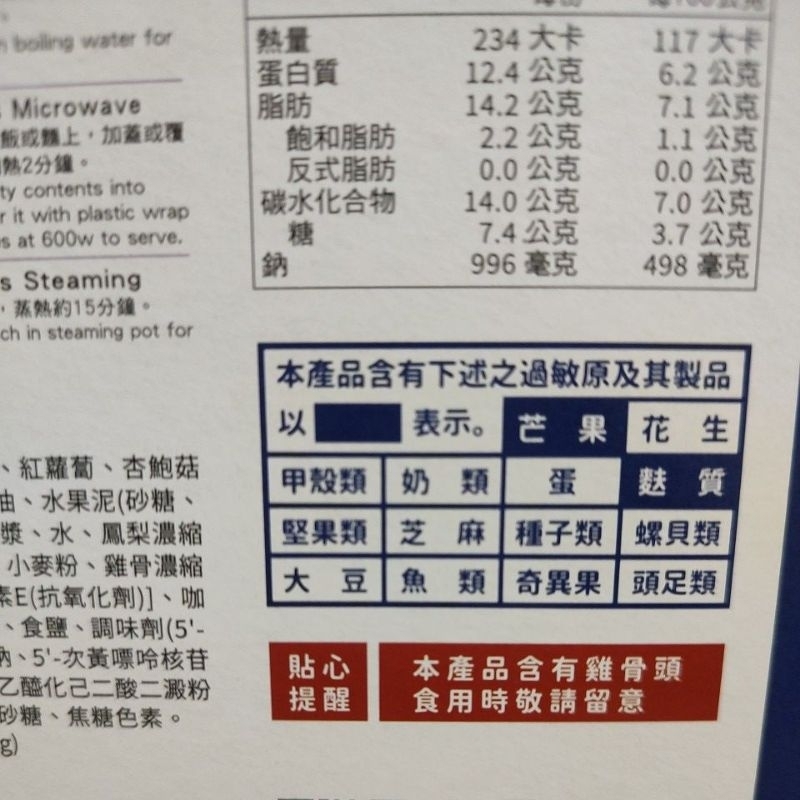 boiling water for
Microwave
飯或麵上，加蓋或覆
熱2分鐘。
ty contents into
r it with plastic wrap
s at 600w to serve.
s Steaming
，蒸熱約15分鐘。
ch in steaming pot for
、紅蘿蔔、杏鮑菇
油、水果泥(砂糖、
漿、水、鳳梨濃縮
小麥粉、雞骨濃縮
素E(抗氧化劑)]、咖
、食鹽、調味劑(5'-
鈉、5'-次黃嘌呤核苷
乙醯化己二酸二澱粉
砂糖、焦糖色素。
g)
熱量 234 大卡 117 大卡
蛋白質 12.4 公克 6.2 公克
脂肪 14.2 公克 7.1 公克
飽和脂肪 2.2 公克 1.1 公克
反式脂肪 0.0 公克 0.0 公克
碳水化合物 14.0 公克 7.0 公克
糖 7.4 公克 3.7 公克
鈉 996 毫克 498 毫克
本產品含有下述之過敏原及其製品
以 表示。 芒果 花生
甲殼類 奶類 蛋 麩質
堅果類 芝麻 種子類 螺貝類
大豆 魚類 奇異果 頭足類
貼心
提醒
本產品含有雞骨頭
食用時敬請留意